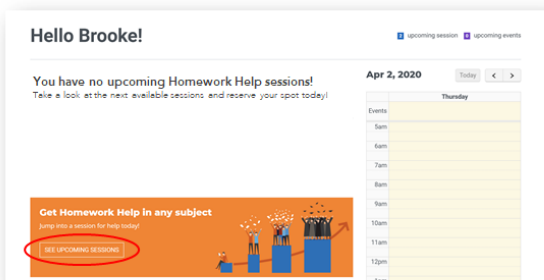 Hello Brooke!
upcoming session upcoming events
You have no upcoming Homework Help sessions!
Take a look at the next available sessions and reserve your spot today!
Apr 2, 2020
Today < >
Thursday
Events
5am
6am
7am
8am
9am
10am
11am
12pm
Get Homework Help in any subject
Jump into a session for help today!
SEE UPCOMING SESSIONS